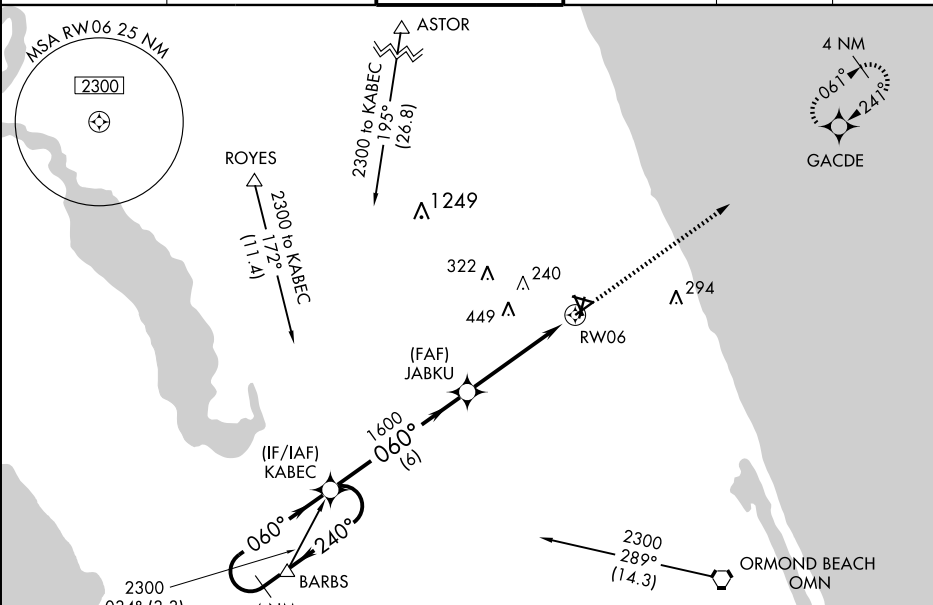 MSA RW06 25 NM
2300
ASTOR
2300 to KABEC
195°
(26.8)
4 NM
061°
241°
GACDE
ROYES
2300 to KABEC
172°
(11.4)
1249
322
240
449
294
RW06
(FAF)
JABKU
1600
060°
(6)
(IF/IAF)
KABEC
060°
240°
BARBS
2300
2300
289°
(14.3)
ORMOND BEACH
OMN